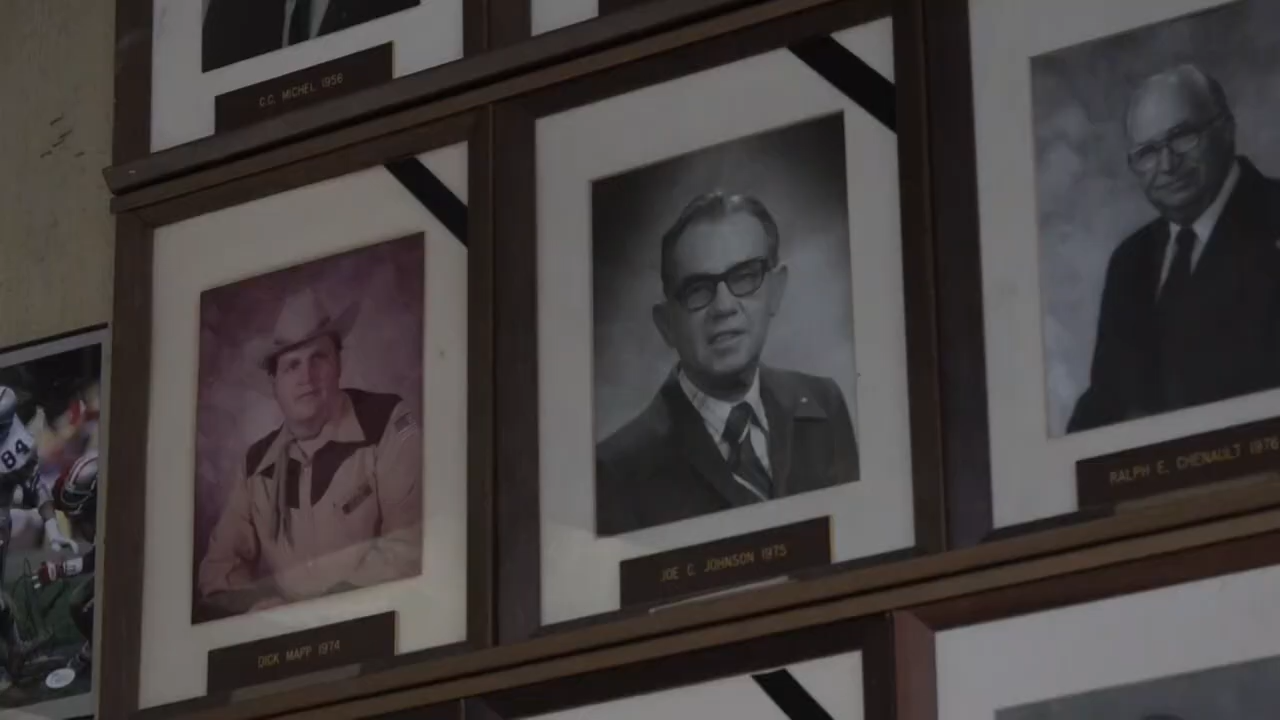 C.C. MICHEL 1956
84
DICK MAPP 1974
JOE C. JOHNSON 1975
RALPH E. CHENAULT 1976